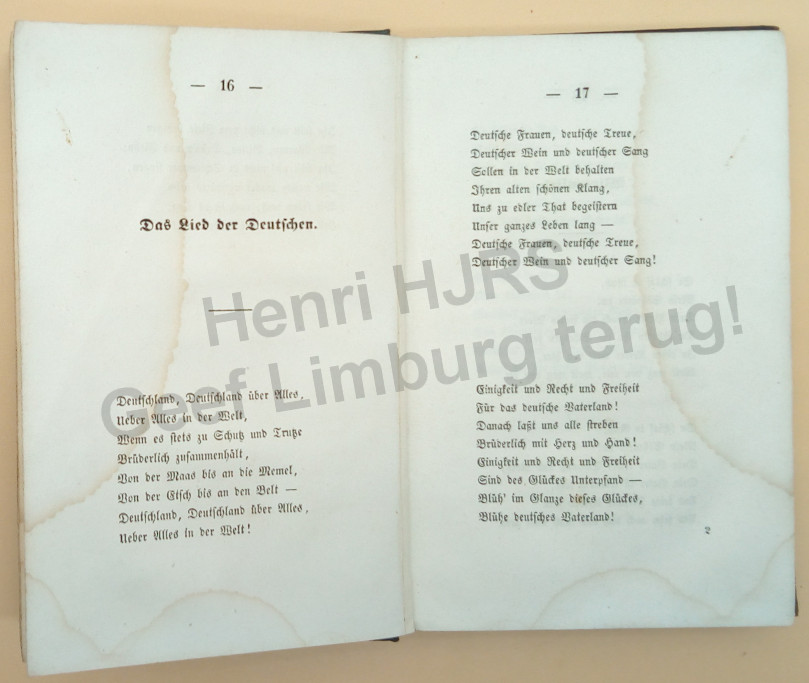 — 16 —
Das Lied der Deutſchen.
Deutſchland, Deutſchland über Alles,
Ueber Alles in der Welt,
Wenn es ſtets zu Schutz und Trutze
Brüderlich zuſammenhält,
Von der Maas bis an die Memel,
Von der Etſch bis an den Belt —
Deutſchland, Deutſchland über Alles,
Ueber Alles in der Welt!
— 17 —
Deutſche Frauen, deutſche Treue,
Deutſcher Wein und deutſcher Sang
Sollen in der Welt behalten
Ihren alten ſchönen Klang,
Uns zu edler That begeiſtern
Unſer ganzes Leben lang —
Deutſche Frauen, deutſche Treue,
Deutſcher Wein und deutſcher Sang!
Einigkeit und Recht und Freiheit
Für das deutſche Vaterland!
Danach laßt uns alle ſtreben
Brüderlich mit Herz und Hand!
Einigkeit und Recht und Freiheit
Sind des Glückes Unterpfand —
Blüh' im Glanze dieſes Glückes,
Blühe deutſches Vaterland!
2
Henri HJRS
Geef Limburg terug!